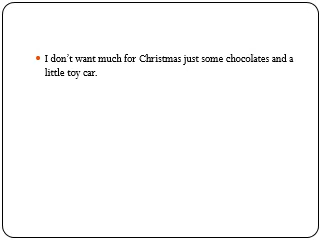 I don't want much for Christmas just some chocolates and a
little toy car.